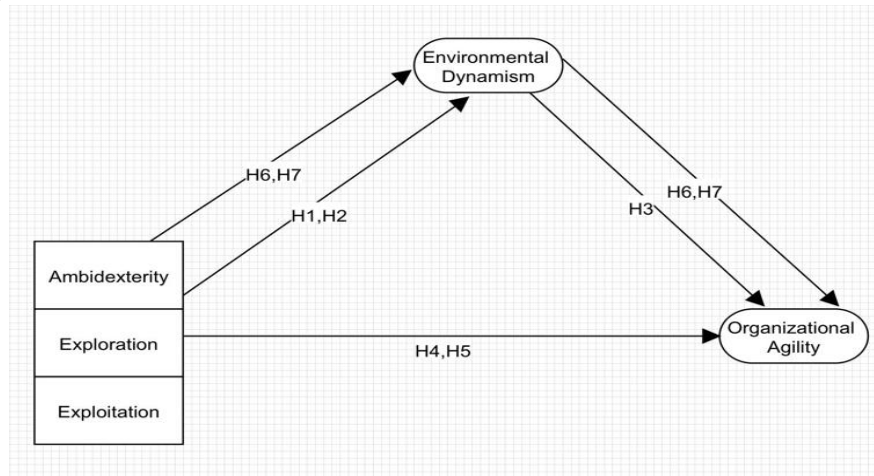 Environmental
Dynamism
H6,H7
H1,H2
H6,H7
H3
Ambidexterity
Organizational
Agility
Exploration
H4,H5
Exploitation